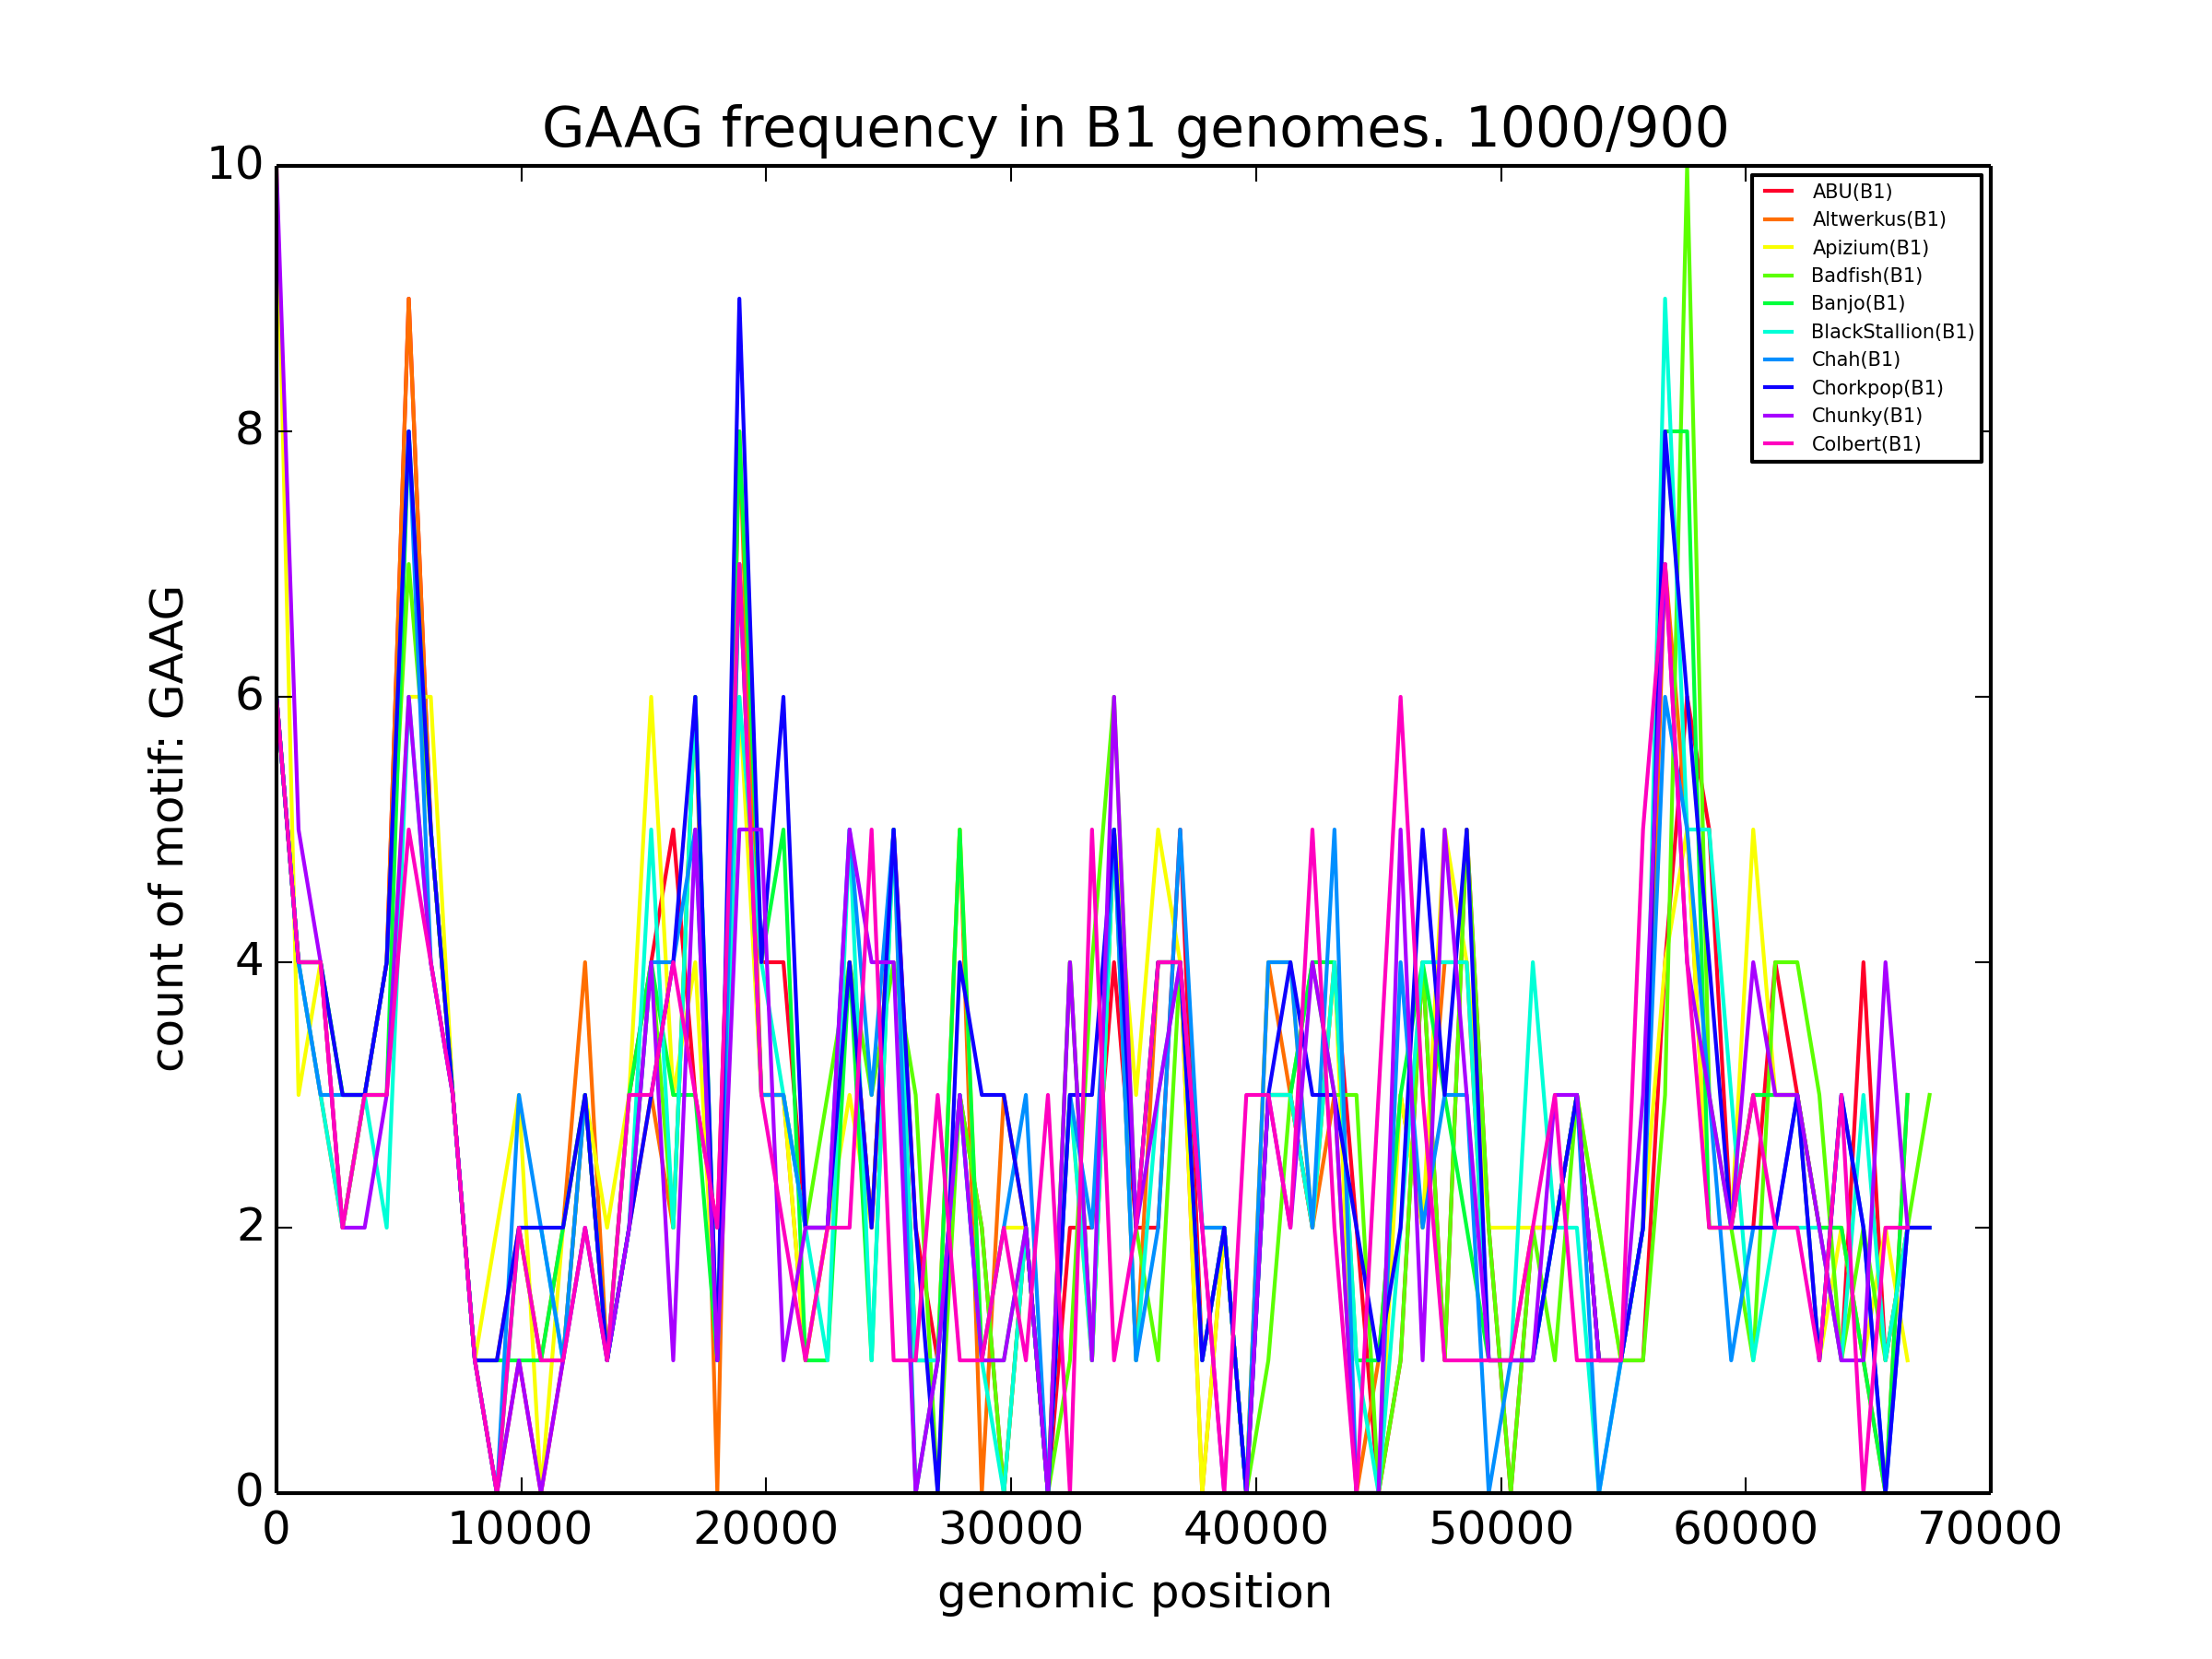 GAAG frequency in B1 genomes. 1000/900
10
8
6
4
2
0
count of motif: GAAG
ABU(B1)
Altwerkus(B1)
Apizium(B1)
Badfish(B1)
Banjo(B1)
BlackStallion(B1)
Chah(B1)
Chorkpop(B1)
Chunky(B1)
Colbert(B1)
0 10000 20000 30000 40000 50000 60000 70000
genomic position